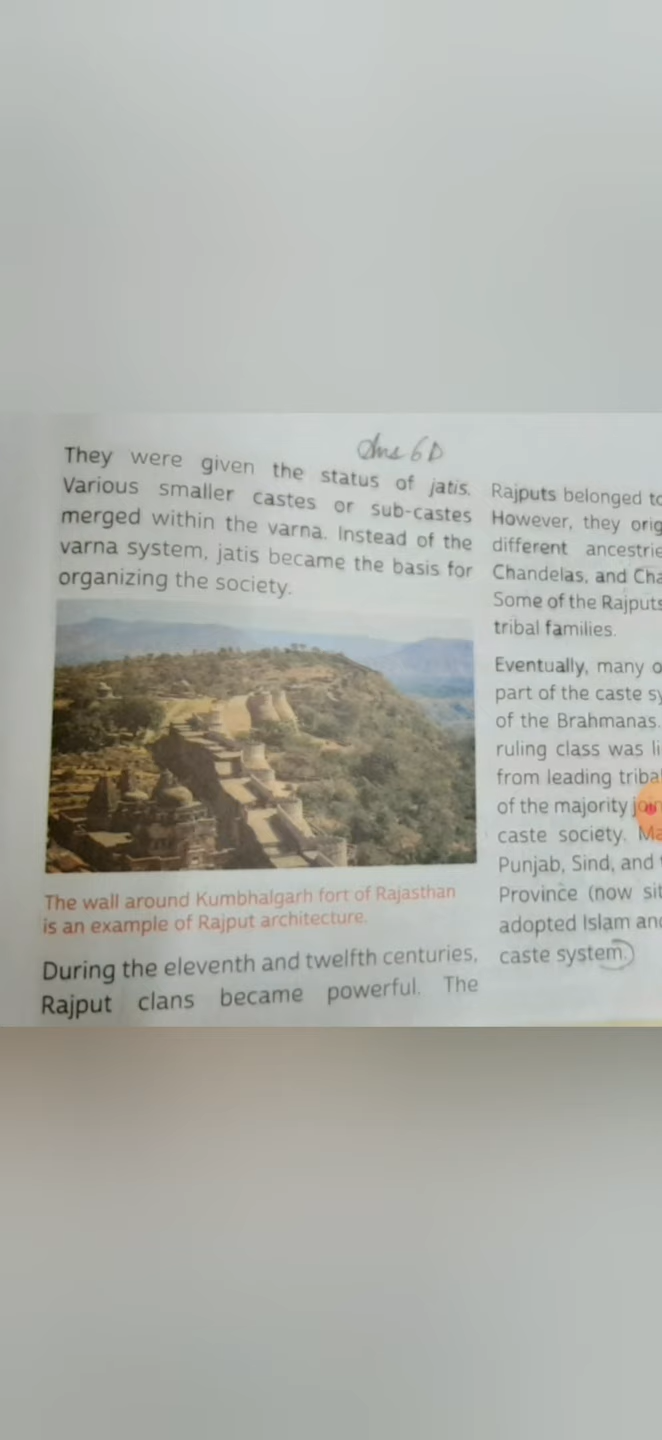 Ans 6D
They were given the status of jatis.
Various smaller castes or sub-castes
merged within the varna. Instead of the
varna system, jatis became the basis for
organizing the society.
The wall around Kumbhalgarh fort of Rajasthan
is an example of Rajput architecture.
During the eleventh and twelfth centuries,
Rajput clans became powerful. The
Rajputs belonged to
However, they orig
different ancestrie
Chandelas, and Cha
Some of the Rajputs
tribal families.
Eventually, many o
part of the caste sy
of the Brahmanas.
ruling class was li
from leading tribal
of the majority join
caste society. Ma
Punjab, Sind, and
Province (now sit
adopted Islam and
caste system.)